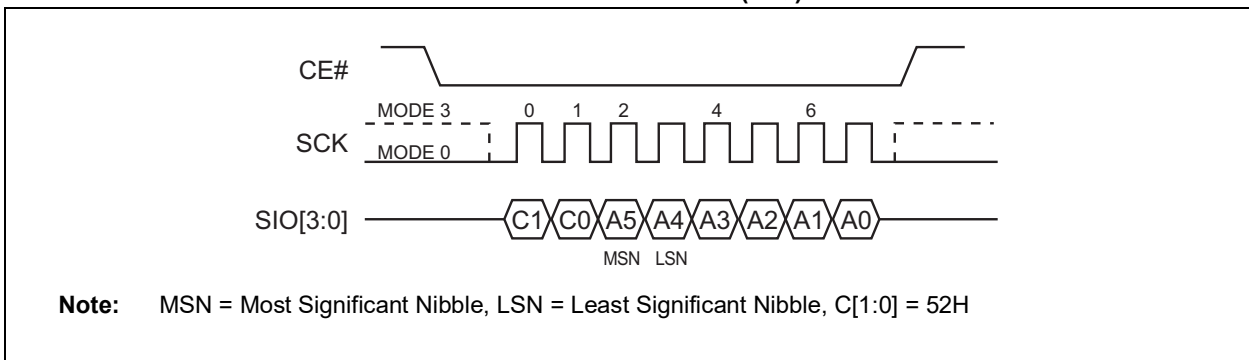 CE#
MODE 3 0 1 2 4 6
SCK
MODE 0
SIO[3:0] C1 C0 A5 A4 A3 A2 A1 A0
MSN LSN
Note: MSN = Most Significant Nibble, LSN = Least Significant Nibble, C[1:0] = 52H